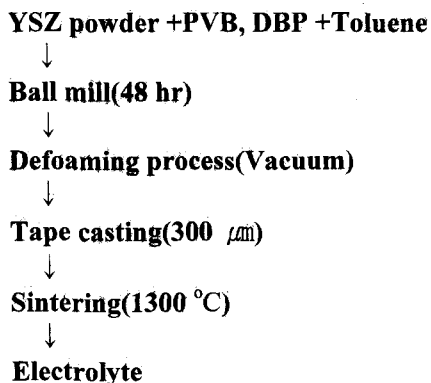 YSZ powder +PVB, DBP +Toluene
↓
Ball mill(48 hr)
↓
Defoaming process(Vacuum)
↓
Tape casting(300 ㎛)
↓
Sintering(1300 °C)
↓
Electrolyte